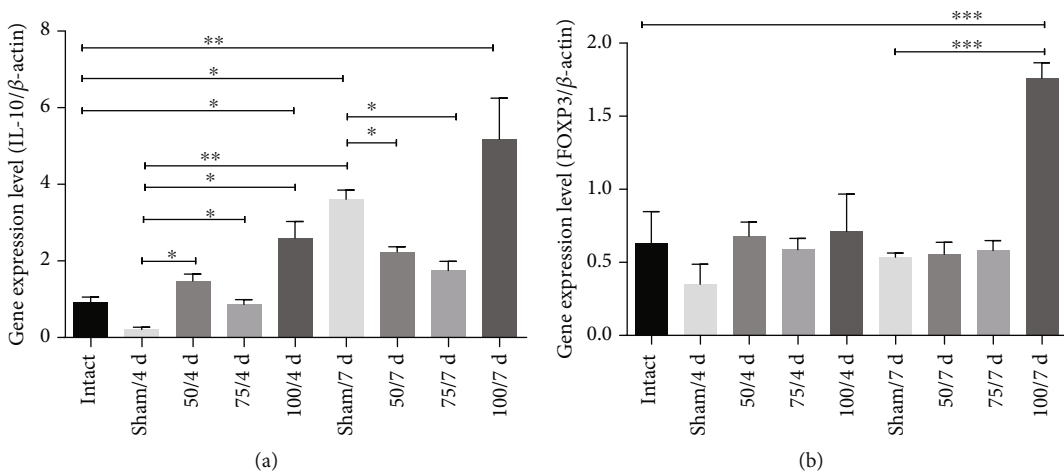 Gene expression level (IL-10/β-actin)
8
6
4
2
0
**
*
*
*
*
**
*
*
*
Intact
Sham/4 d
50/4 d
75/4 d
100/4 d
Sham/7 d
50/7 d
75/7 d
100/7 d
(a)
Gene expression level (FOXP3/β-actin)
2.0
1.5
1.0
0.5
0.0
***
***
Intact
Sham/4 d
50/4 d
75/4 d
100/4 d
Sham/7 d
50/7 d
75/7 d
100/7 d
(b)